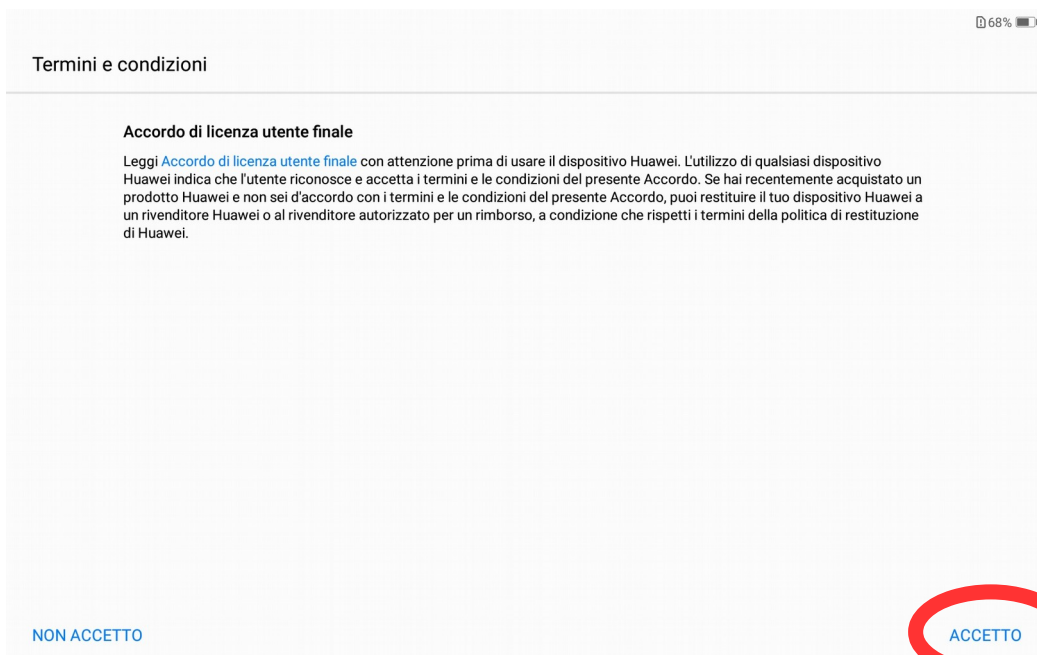 68%
Termini e condizioni
Accordo di licenza utente finale
Leggi Accordo di licenza utente finale con attenzione prima di usare il dispositivo Huawei. L'utilizzo di qualsiasi dispositivo
Huawei indica che l'utente riconosce e accetta i termini e le condizioni del presente Accordo. Se hai recentemente acquistato un
prodotto Huawei e non sei d'accordo con i termini e le condizioni del presente Accordo, puoi restituire il tuo dispositivo Huawei a
un rivenditore Huawei o al rivenditore autorizzato per un rimborso, a condizione che rispetti i termini della politica di restituzione
di Huawei.
NON ACCETTO
ACCETTO